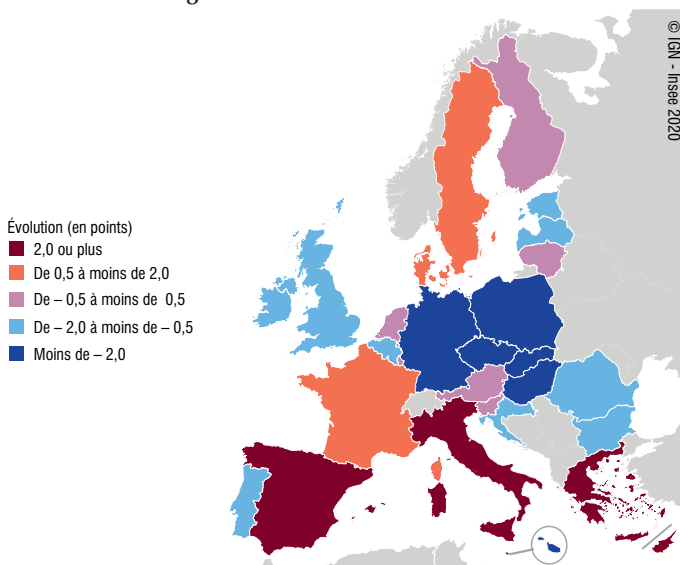 g
© IGN - Insee 2020
Évolution (en points)
2,0 ou plus
De 0,5 à moins de 2,0
De – 0,5 à moins de 0,5
De – 2,0 à moins de – 0,5
Moins de – 2,0